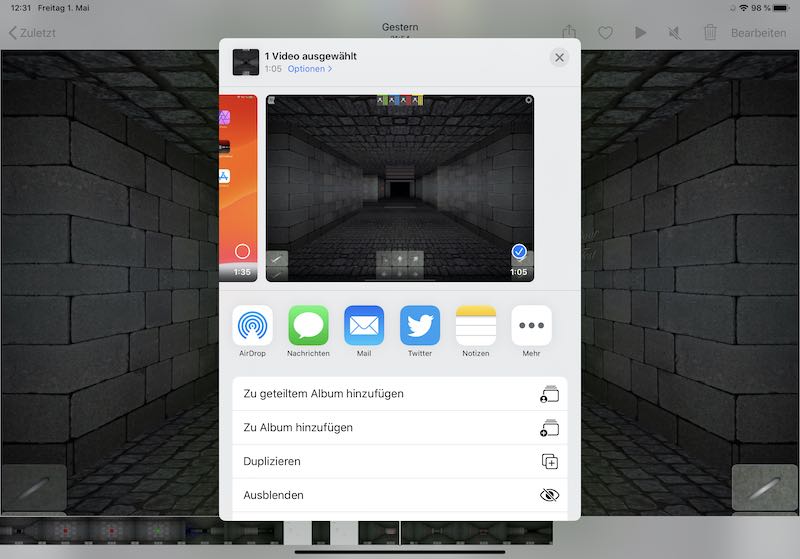 12:31 Freitag 1. Mai
98 %
Zuletzt
Gestern
Bearbeiten
1 Video ausgewählt
1:05 Optionen
1:35
1:05
AirDrop
Nachrichten
Mail
Twitter
Notizen
Mehr
Zu geteiltem Album hinzufügen
Zu Album hinzufügen
Duplizieren
Ausblenden